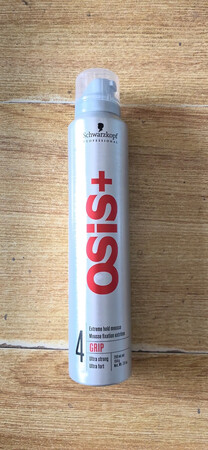 Schwarzkopf
PROFESSIONAL
OSiS+
Extreme hold mousse
Mousse fixation extrême
4
GRIP
Ultra strong
Ultra fort